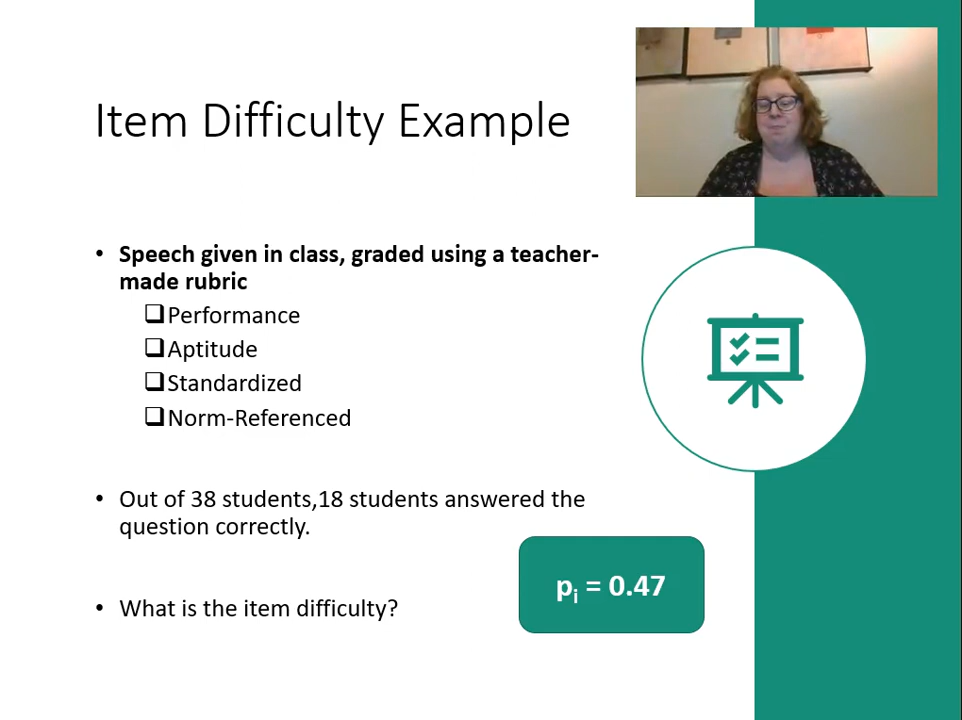 Item Difficulty Example
• Speech given in class, graded using a teacher-
made rubric
❑Performance
❑Aptitude
❑Standardized
❑Norm-Referenced
• Out of 38 students,18 students answered the
question correctly.
• What is the item difficulty?
pi = 0.47